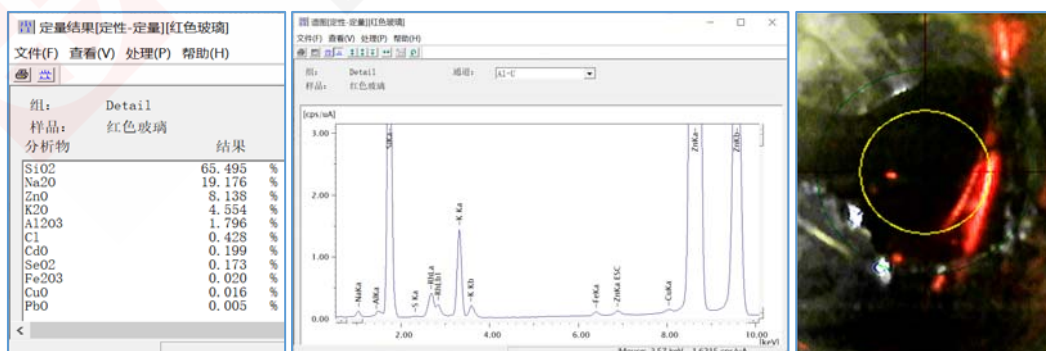 定量结果[定性-定量][红色玻璃]
文件(F) 查看(V) 处理(P) 帮助(H)
组: Detail
样品: 红色玻璃
分析物 结果
SiO2 65.495 %
Na2O 19.176 %
ZnO 8.138 %
K2O 4.554 %
Al2O3 1.796 %
Cl 0.428 %
CdO 0.199 %
SeO2 0.173 %
Fe2O3 0.020 %
CuO 0.016 %
PbO 0.005 %
谱图[定性-定量][红色玻璃]
文件(F) 查看(V) 处理(P) 帮助(H)
组: Detail 通道: Al-U
样品: 红色玻璃
[cps/uA]
3.00
2.00
1.00
0.00
SiKa
NaKa
AlKa
S Ka
RhLa
RhLb1
K Ka
K Kb
FeKa
ZnKa ESC
CuKa
ZnKa
ZnKb
2.00 4.00 6.00 8.00 10.00
[keV]